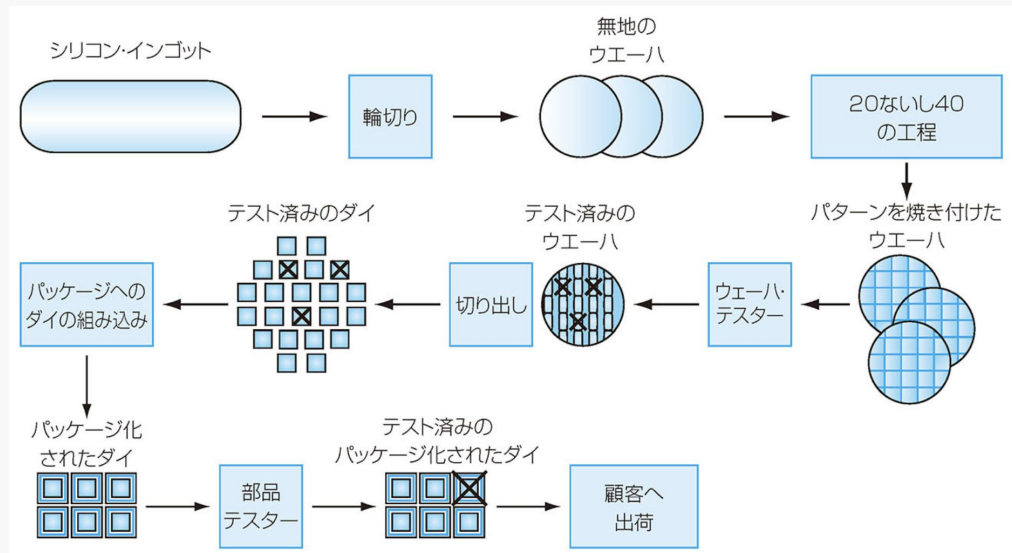 シリコン・インゴット
輪切り
無地の
ウエーハ
20ないし40
の工程
パターンを焼き付けた
ウエーハ
ウェーハ・
テスター
テスト済みの
ウエーハ
切り出し
テスト済みのダイ
パッケージへの
ダイの組み込み
パッケージ化
されたダイ
部品
テスター
テスト済みの
パッケージ化されたダイ
顧客へ
出荷